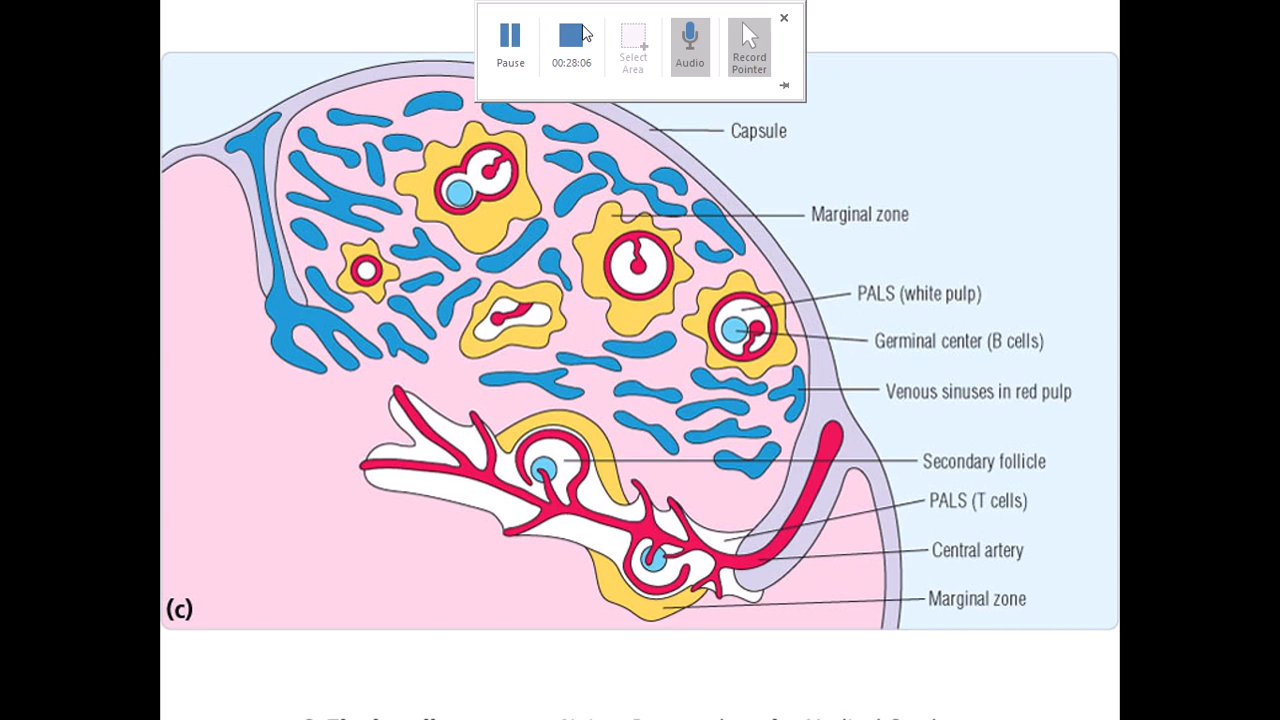 Pause
00:28:06
Select
Area
Audio
Record
Pointer
Capsule
Marginal zone
PALS (white pulp)
Germinal center (B cells)
Venous sinuses in red pulp
Secondary follicle
PALS (T cells)
Central artery
Marginal zone
(c)